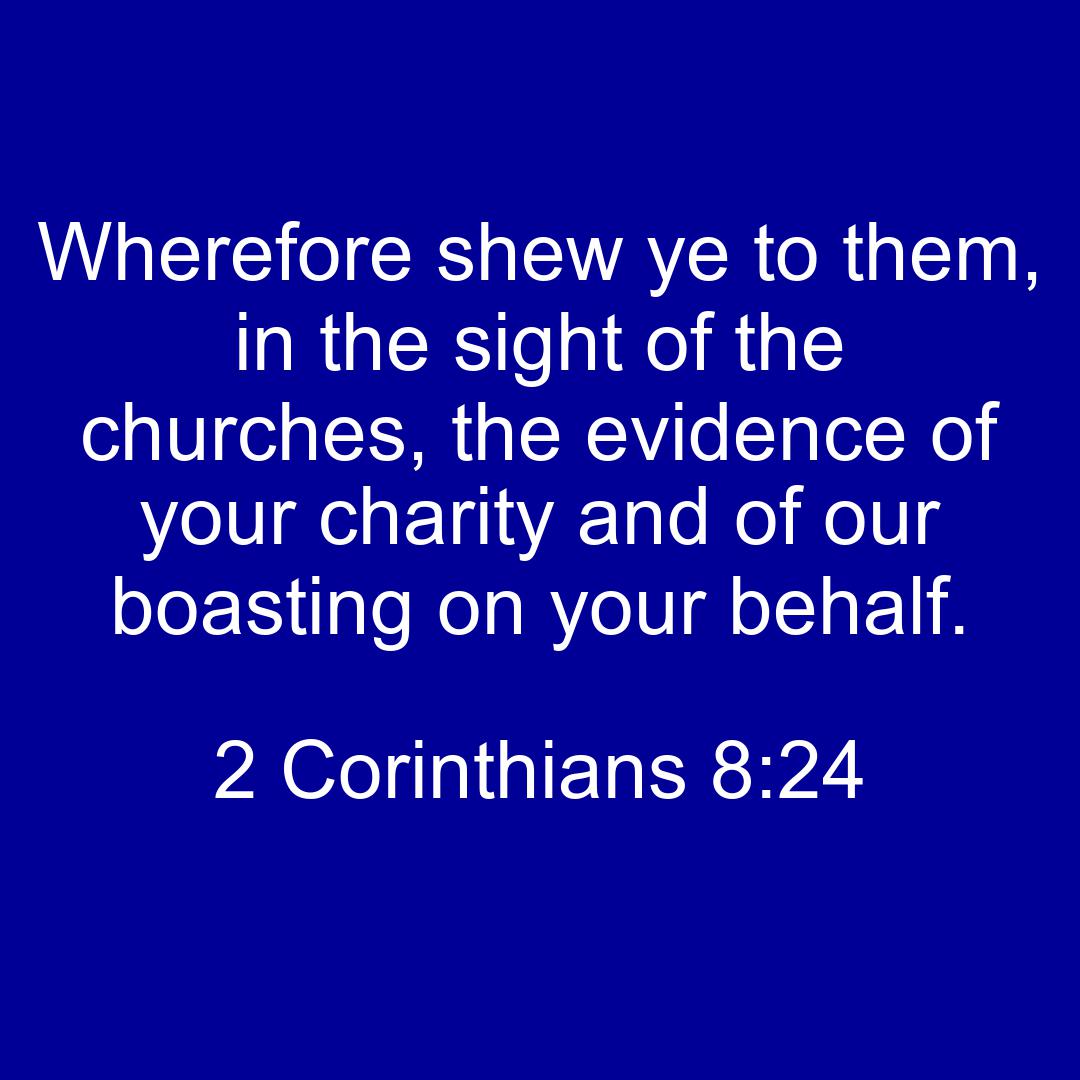 Wherefore shew ye to them,
in the sight of the
churches, the evidence of
your charity and of our
boasting on your behalf.
2 Corinthians 8:24